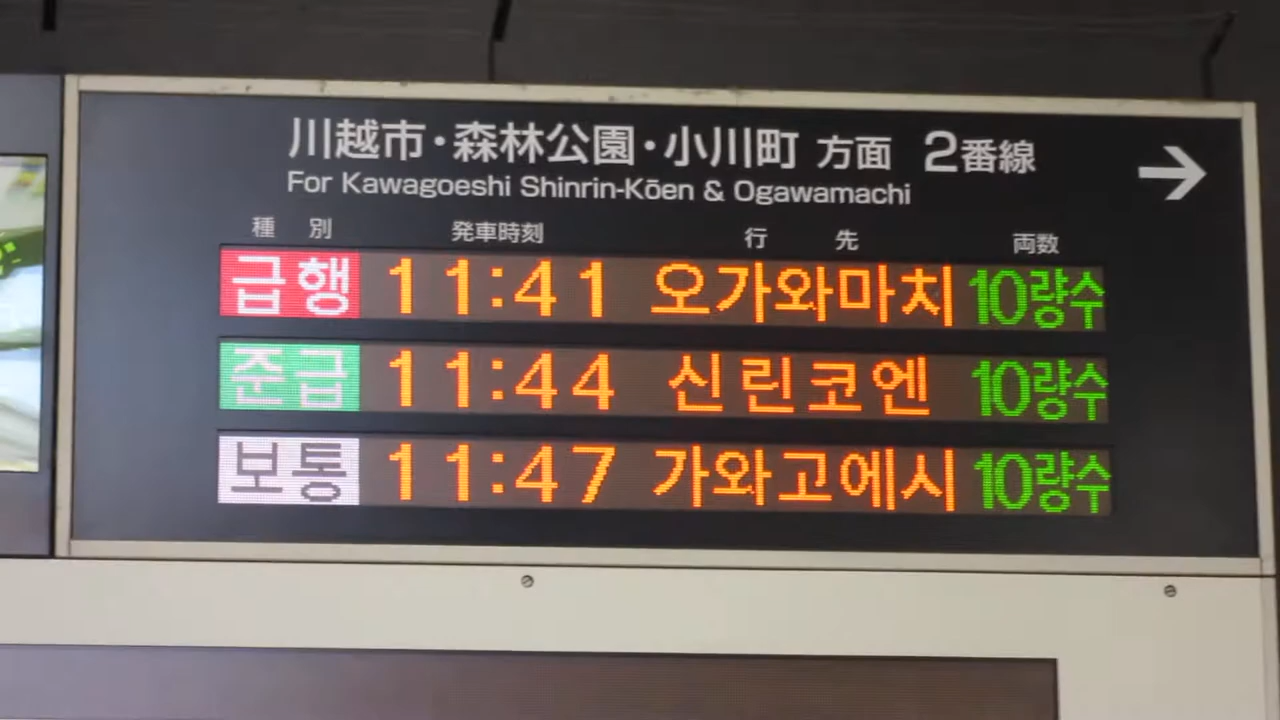 川越市・森林公園・小川町 方面 2番線
For Kawagoeshi Shinrin-Kōen & Ogawamachi
種別 発車時刻 行先 両数
급행 11:41 오가와마치 10량수
준급 11:44 신린코엔 10량수
보통 11:47 가와고에시 10량수